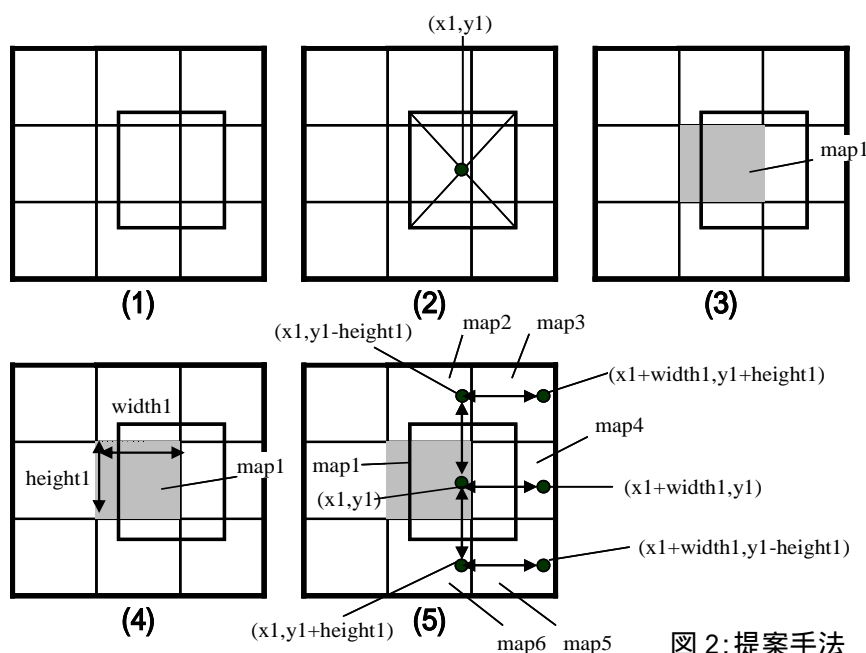 (x1,y1)
map1
(1)
(2)
(3)
(x1,y1-height1)
map2
map3
(x1+width1,y1+height1)
width1
map4
height1
map1
map1
(x1,y1)
(x1+width1,y1)
(x1+width1,y1-height1)
(4)
(x1,y1+height1)
(5)
map6
map5
図 2:提案手法